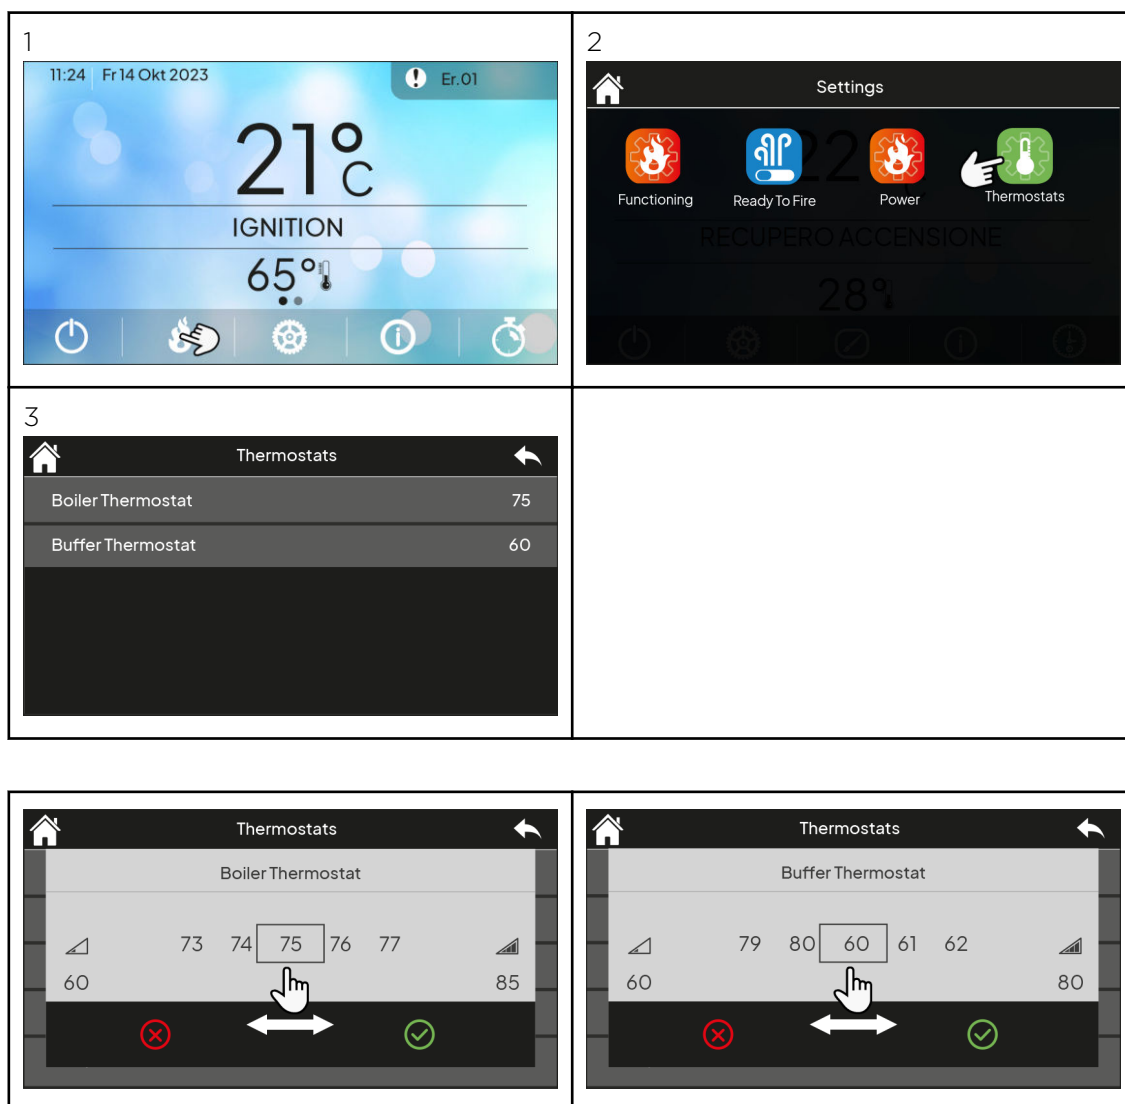 1
11:24 Fr 14 Okt 2023
Er.01
21°C
IGNITION
65°
2
Settings
22
Functioning
Ready To Fire
Power
Thermostats
RECUPERO ACCENSIONE
28°
3
Thermostats
Boiler Thermostat 75
Buffer Thermostat 60
Thermostats
Boiler Thermostat
73 74 75 76 77
60 85
Thermostats
Buffer Thermostat
79 80 60 61 62
60 80